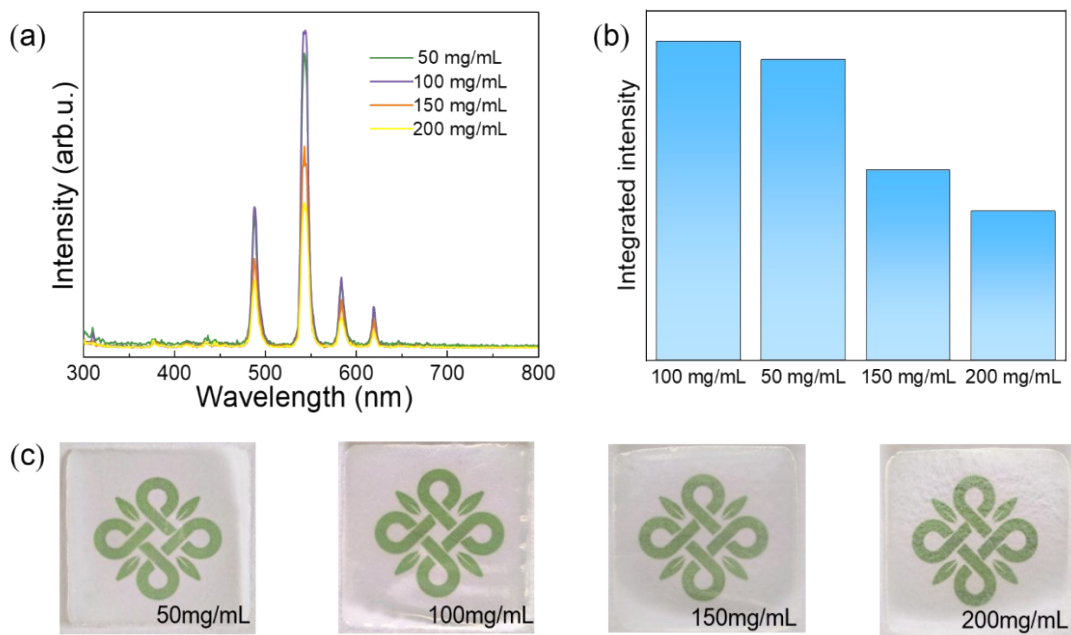 (a)
Intensity (arb.u.)
50 mg/mL
100 mg/mL
150 mg/mL
200 mg/mL
300 400 500 600 700 800
Wavelength (nm)
(b)
Integrated intensity
100 mg/mL 50 mg/mL 150 mg/mL 200 mg/mL
(c)
50mg/mL 100mg/mL 150mg/mL 200mg/mL